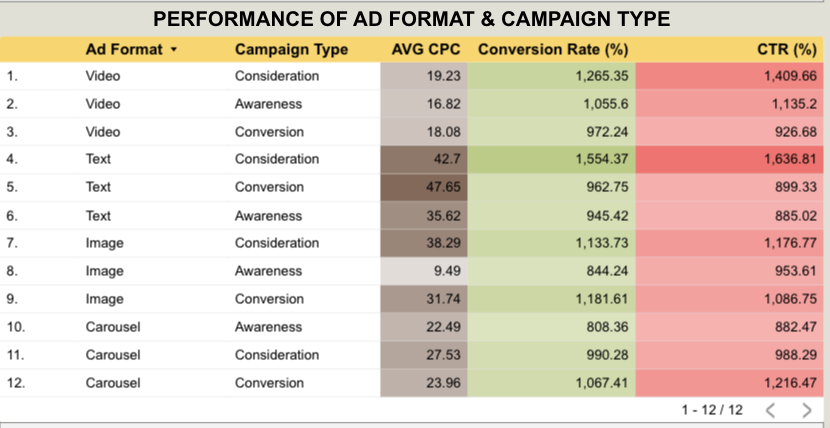 PERFORMANCE OF AD FORMAT & CAMPAIGN TYPE
Ad Format Campaign Type AVG CPC Conversion Rate (%) CTR (%)
1. Video Consideration 19.23 1,265.35 1,409.66
2. Video Awareness 16.82 1,055.6 1,135.2
3. Video Conversion 18.08 972.24 926.68
4. Text Consideration 42.7 1,554.37 1,636.81
5. Text Conversion 47.65 962.75 899.33
6. Text Awareness 35.62 945.42 885.02
7. Image Consideration 38.29 1,133.73 1,176.77
8. Image Awareness 9.49 844.24 953.61
9. Image Conversion 31.74 1,181.61 1,086.75
10. Carousel Awareness 22.49 808.36 882.47
11. Carousel Consideration 27.53 990.28 988.29
12. Carousel Conversion 23.96 1,067.41 1,216.47
1 - 12 / 12